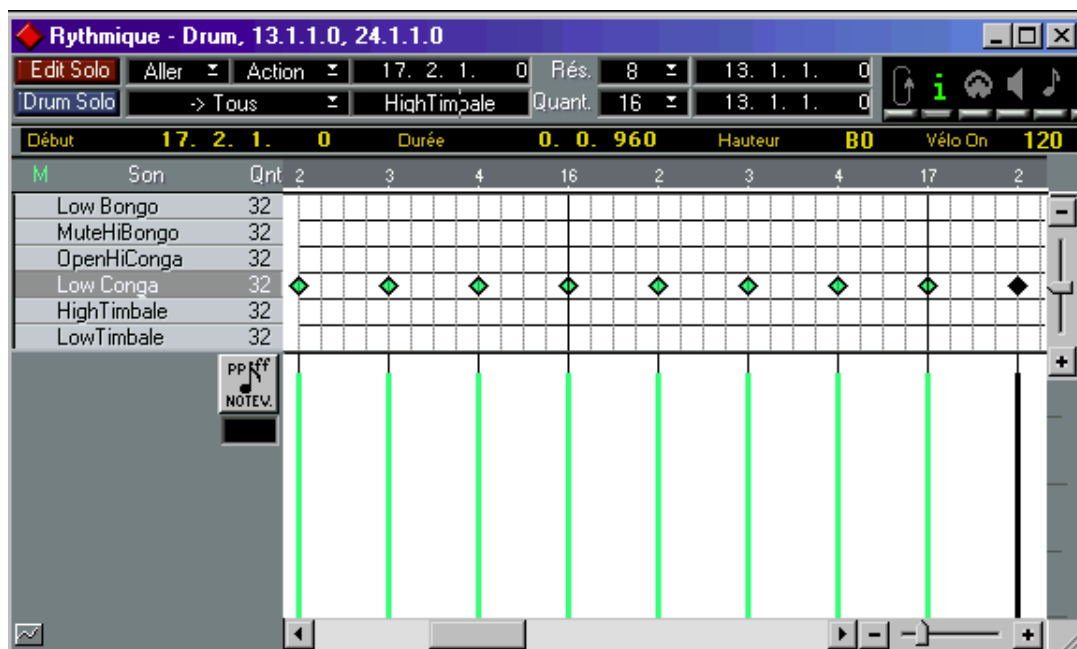 Rythmique - Drum, 13.1.1.0, 24.1.1.0
Edit Solo Aller Action 17. 2. 1. 0 Rés. 8 13. 1. 1. 0
Drum Solo -> Tous HighTimbale Quant. 16 13. 1. 1. 0
Début 17. 2. 1. 0 Durée 0. 0. 960 Hauteur B0 Vélo On 120
M Son Qnt 2 3 4 16 2 3 4 17 2
Low Bongo 32
MuteHiBongo 32
OpenHiConga 32
Low Conga 32
HighTimbale 32
LowTimbale 32
PP ff
NOTEV.